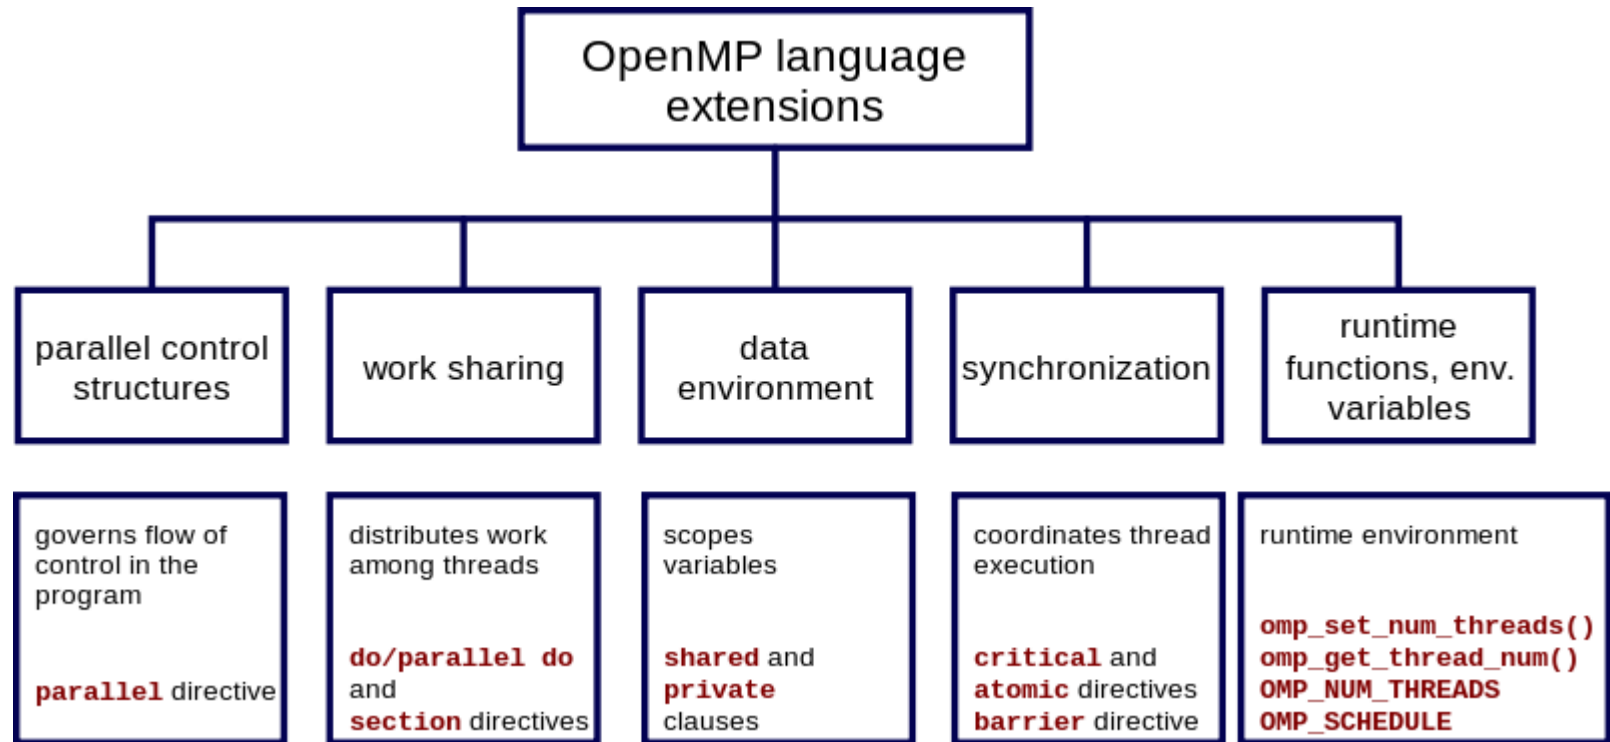 OpenMP language
extensions
parallel control
structures
work sharing
data
environment
synchronization
runtime
functions, env.
variables
governs flow of
control in the
program
parallel directive
distributes work
among threads
do/parallel do
and
section directives
scopes
variables
shared and
private
clauses
coordinates thread
execution
critical and
atomic directives
barrier directive
runtime environment
omp_set_num_threads()
omp_get_thread_num()
OMP_NUM_THREADS
OMP_SCHEDULE